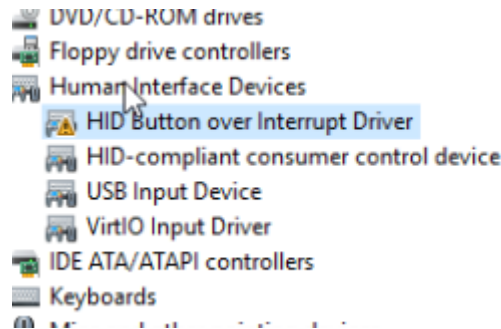 DVD/CD-ROM drives
Floppy drive controllers
Human Interface Devices
HID Button over Interrupt Driver
HID-compliant consumer control device
USB Input Device
VirtIO Input Driver
IDE ATA/ATAPI controllers
Keyboards